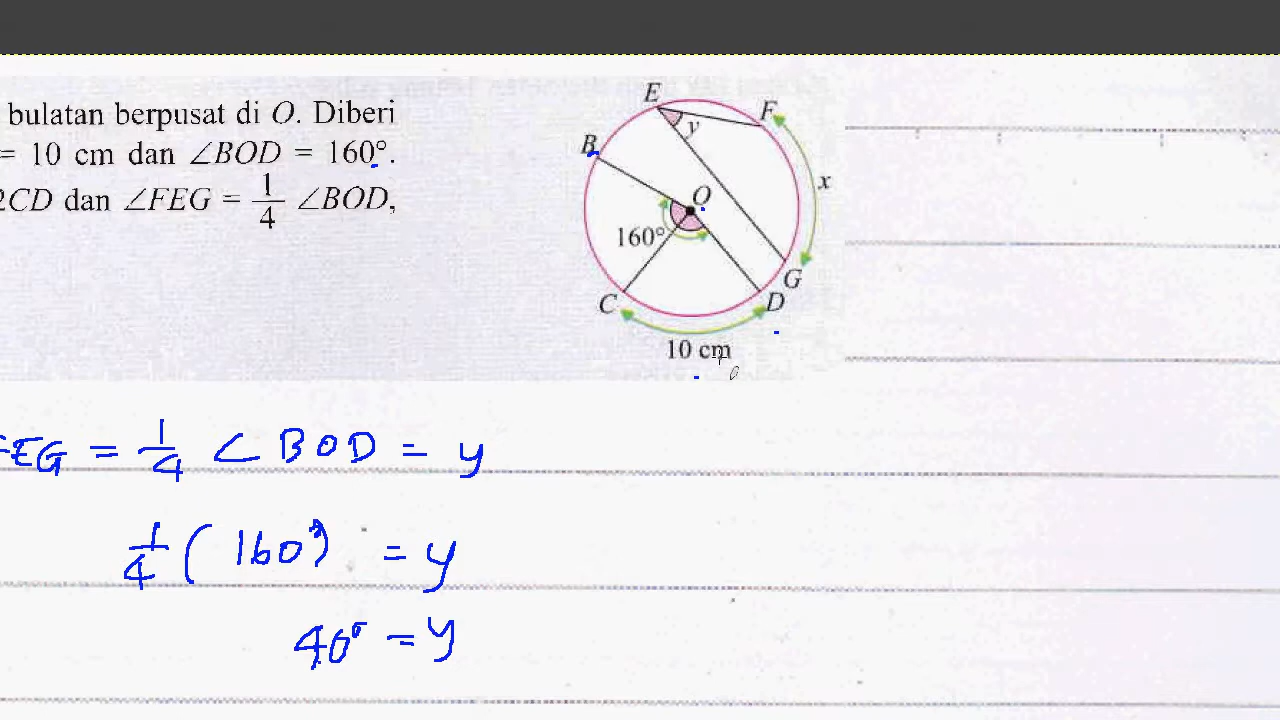 bulatan berpusat di O. Diberi
= 10 cm dan ∠BOD = 160°.
2CD dan ∠FEG = 1/4 ∠BOD,
E
F
y
B
O
x
160°
G
C
D
10 cm
FEG = 1/4 ∠ BOD = y
1/4 (160°) = y
40° = y